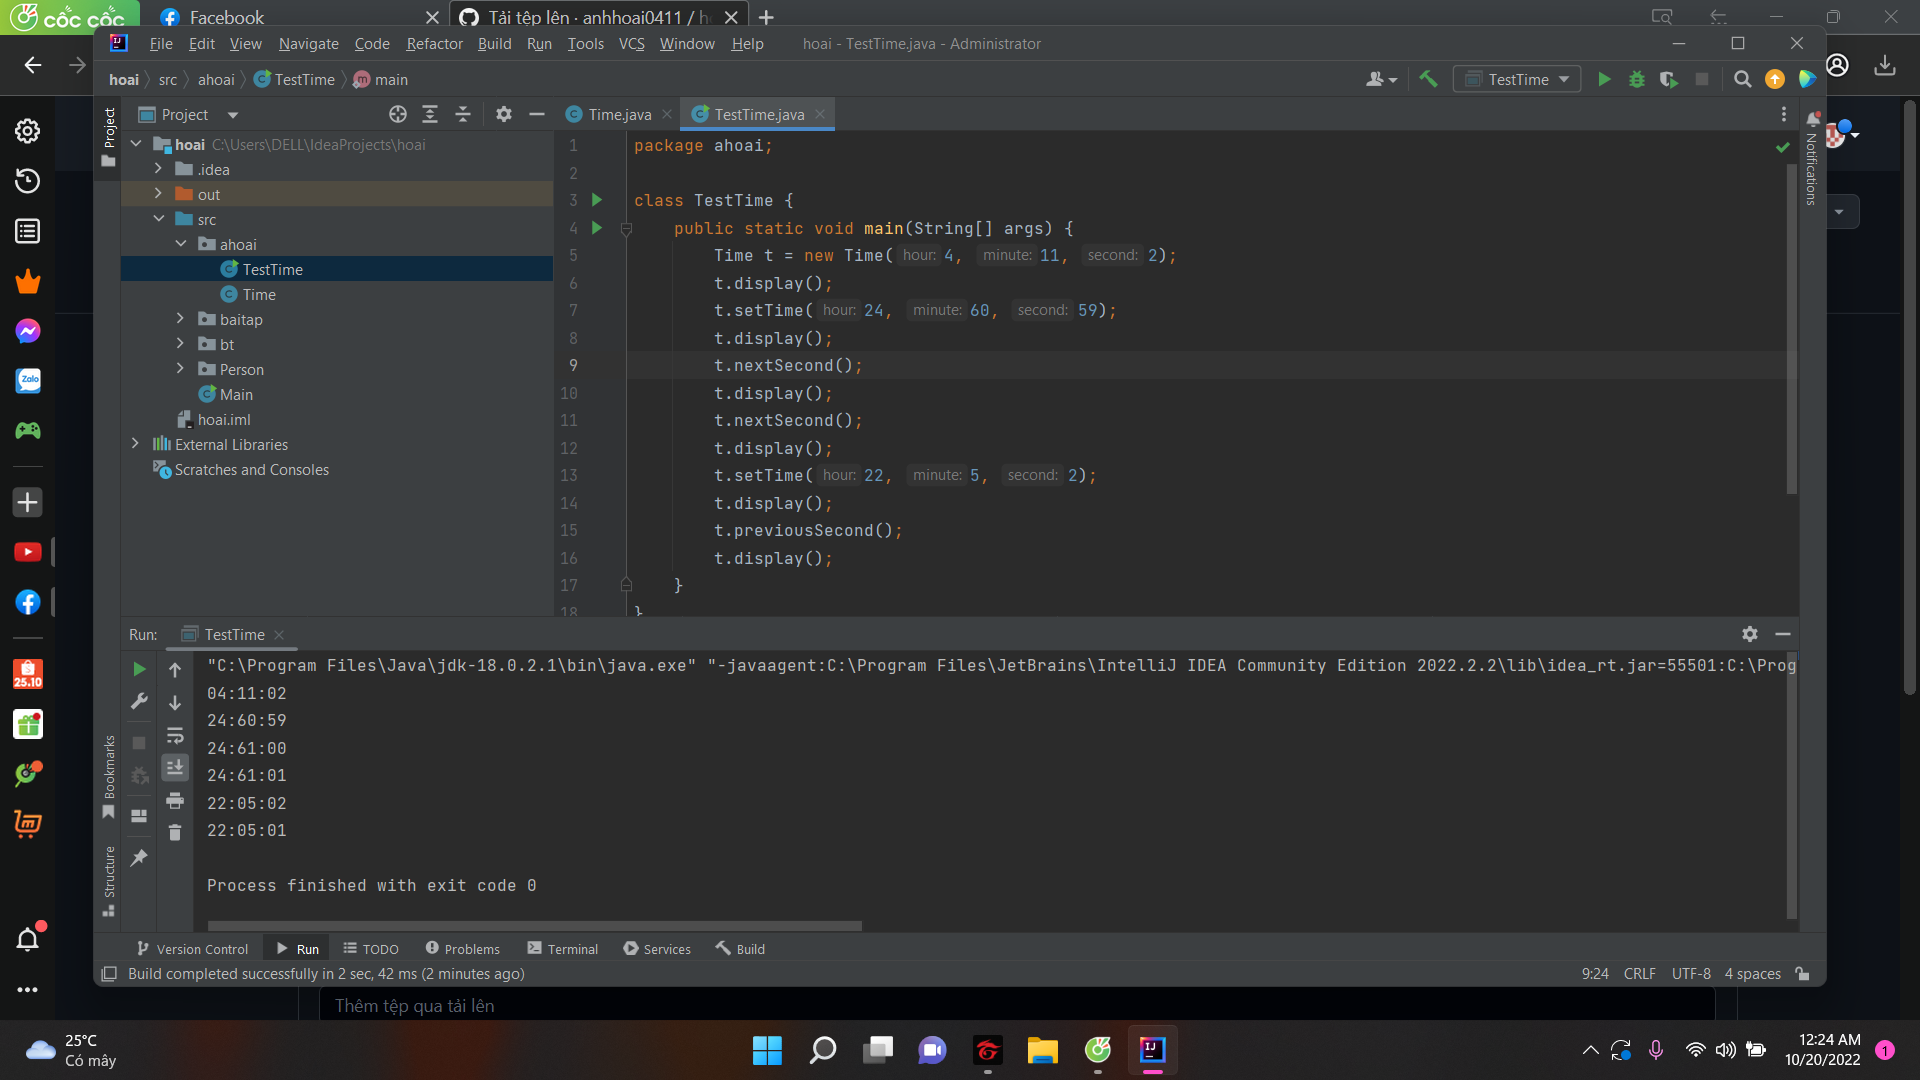 cốc cốc
Facebook
Tải tệp lên · anhhoai0411 / h
File Edit View Navigate Code Refactor Build Run Tools VCS Window Help hoai - TestTime.java - Administrator
hoai src ahoai TestTime main
TestTime
Project
Project
Time.java
TestTime.java
Notifications
hoai C:\Users\DELL\IdeaProjects\hoai
.idea
out
src
ahoai
TestTime
Time
baitap
bt
Person
Main
hoai.iml
External Libraries
Scratches and Consoles
1 package ahoai;
2
3 class TestTime {
4 public static void main(String[] args) {
5 Time t = new Time( hour: 4, minute: 11, second: 2);
6 t.display();
7 t.setTime( hour: 24, minute: 60, second: 59);
8 t.display();
9 t.nextSecond();
10 t.display();
11 t.nextSecond();
12 t.display();
13 t.setTime( hour: 22, minute: 5, second: 2);
14 t.display();
15 t.previousSecond();
16 t.display();
17 }
18 }
Zalo
25.10
Run: TestTime
"C:\Program Files\Java\jdk-18.0.2.1\bin\java.exe" "-javaagent:C:\Program Files\JetBrains\IntelliJ IDEA Community Edition 2022.2.2\lib\idea_rt.jar=55501:C:\Prog
04:11:02
24:60:59
24:61:00
24:61:01
22:05:02
22:05:01
Process finished with exit code 0
Bookmarks
Structure
Version Control Run TODO Problems Terminal Services Build
Build completed successfully in 2 sec, 42 ms (2 minutes ago)
9:24 CRLF UTF-8 4 spaces
Thêm tệp qua tải lên
25°C
Có mây
12:24 AM
10/20/2022
1